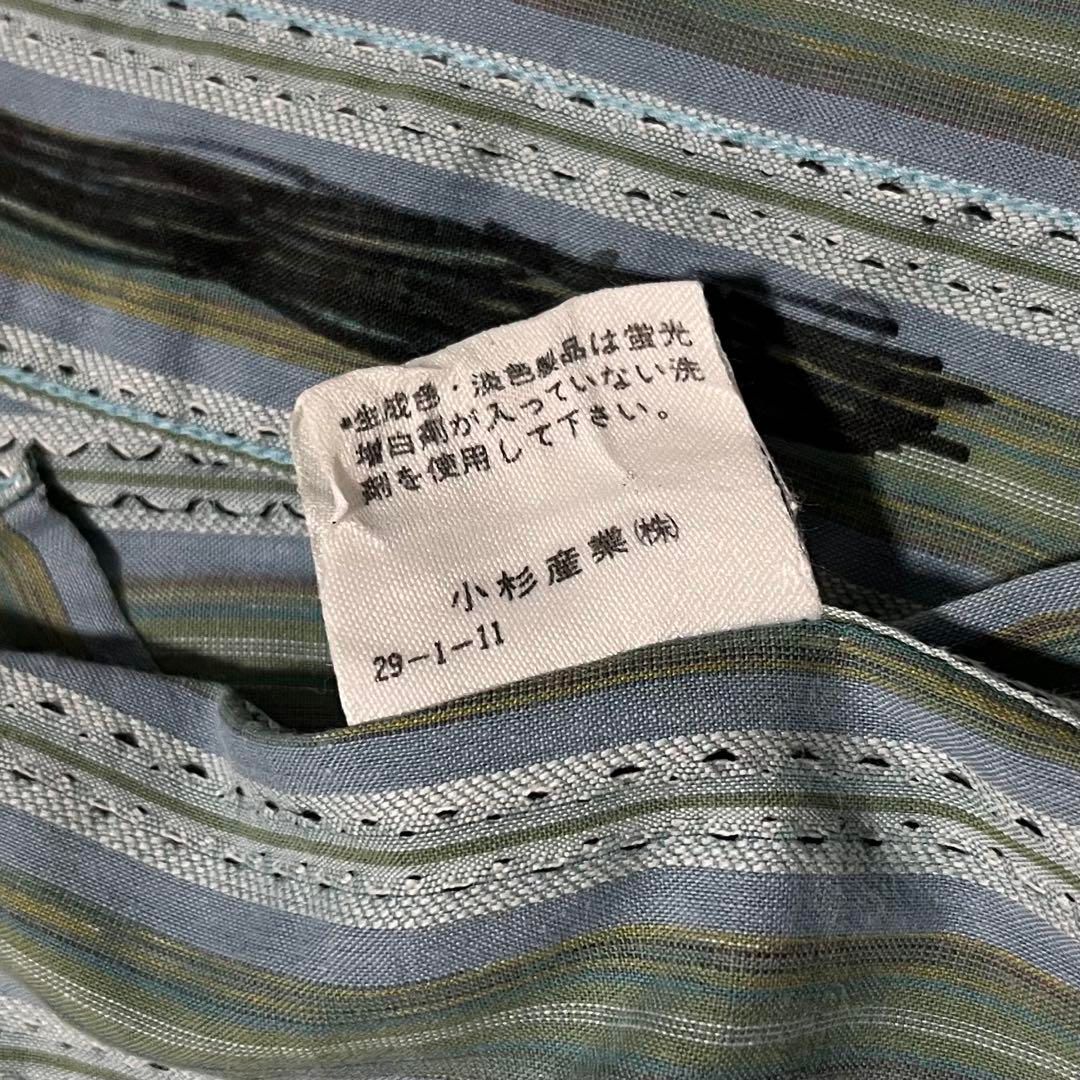 *生成色・淡色製品は蛍光
増白剤が入っていない洗
剤を使用して下さい。
小杉産業(株)
29-1-11